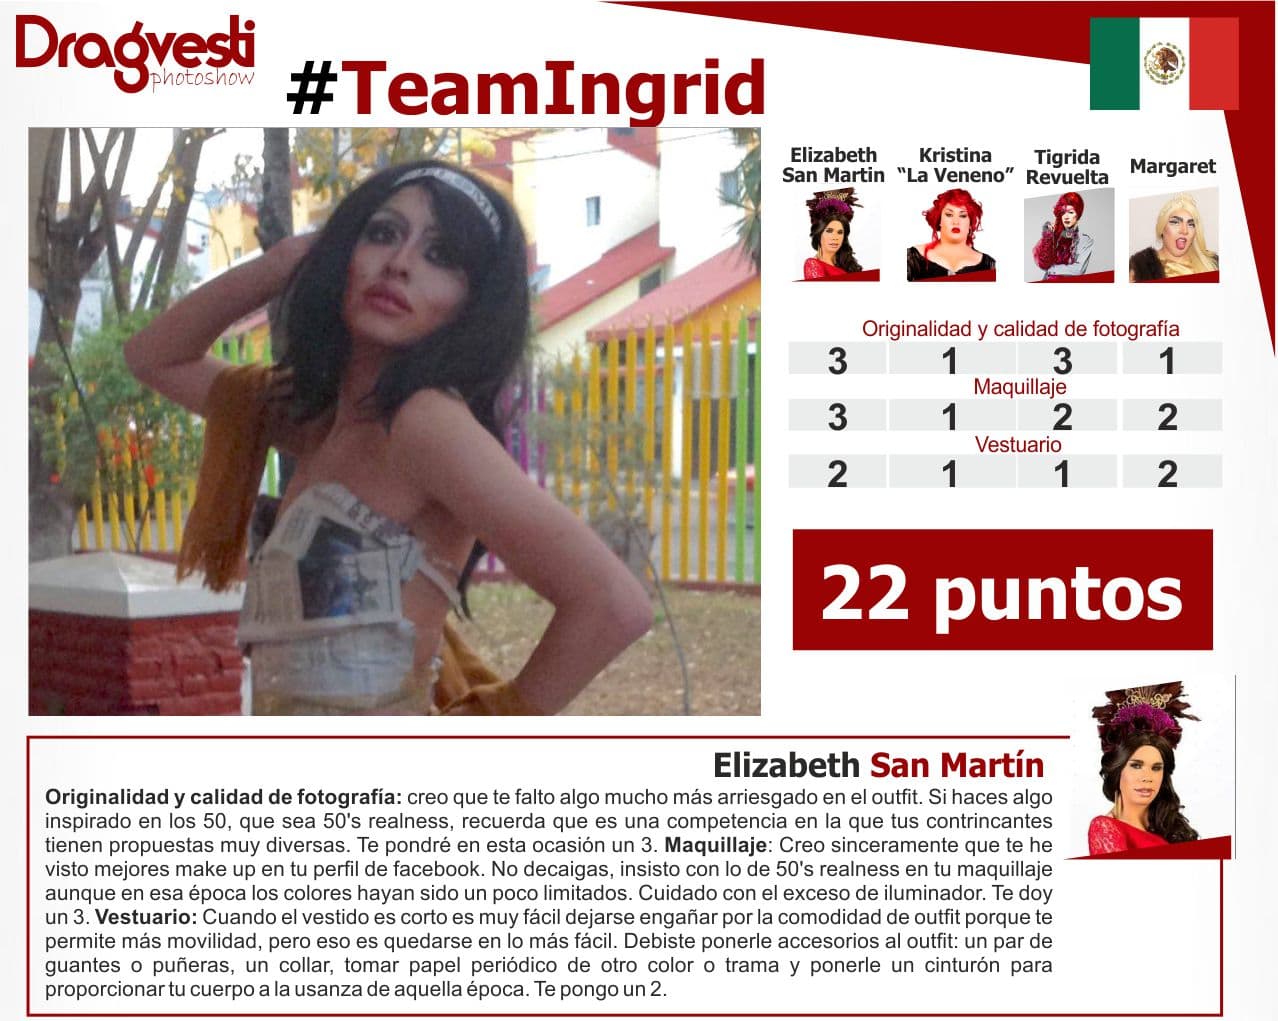 Dragvesti
photoshow
#TeamIngrid
Elizabeth San Martin
Kristina "La Veneno"
Tigrida Revuelta
Margaret
Originalidad y calidad de fotografía
3 1 3 1
Maquillaje
3 1 2 2
Vestuario
2 1 1 2
22 puntos
Elizabeth San Martín
Originalidad y calidad de fotografía: creo que te falto algo mucho más arriesgado en el outfit. Si haces algo
inspirado en los 50, que sea 50's realness, recuerda que es una competencia en la que tus contrincantes
tienen propuestas muy diversas. Te pondré en esta ocasión un 3. Maquillaje: Creo sinceramente que te he
visto mejores make up en tu perfil de facebook. No decaigas, insisto con lo de 50's realness en tu maquillaje
aunque en esa época los colores hayan sido un poco limitados. Cuidado con el exceso de iluminador. Te doy
un 3. Vestuario: Cuando el vestido es corto es muy fácil dejarse engañar por la comodidad de outfit porque te
permite más movilidad, pero eso es quedarse en lo más fácil. Debiste ponerle accesorios al outfit: un par de
guantes o puñeras, un collar, tomar papel periódico de otro color o trama y ponerle un cinturón para
proporcionar tu cuerpo a la usanza de aquella época. Te pongo un 2.